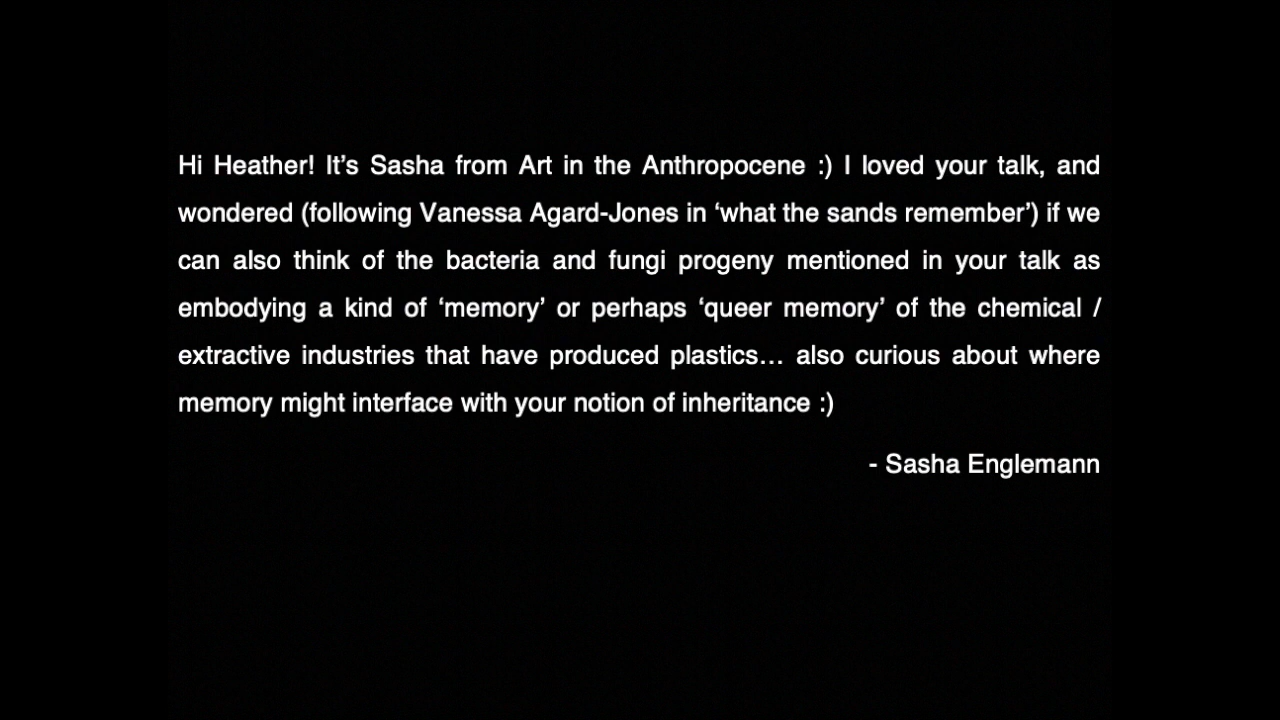 Hi Heather! It’s Sasha from Art in the Anthropocene :) I loved your talk, and
wondered (following Vanessa Agard-Jones in ‘what the sands remember’) if we
can also think of the bacteria and fungi progeny mentioned in your talk as
embodying a kind of ‘memory’ or perhaps ‘queer memory’ of the chemical /
extractive industries that have produced plastics… also curious about where
memory might interface with your notion of inheritance :)
- Sasha Englemann